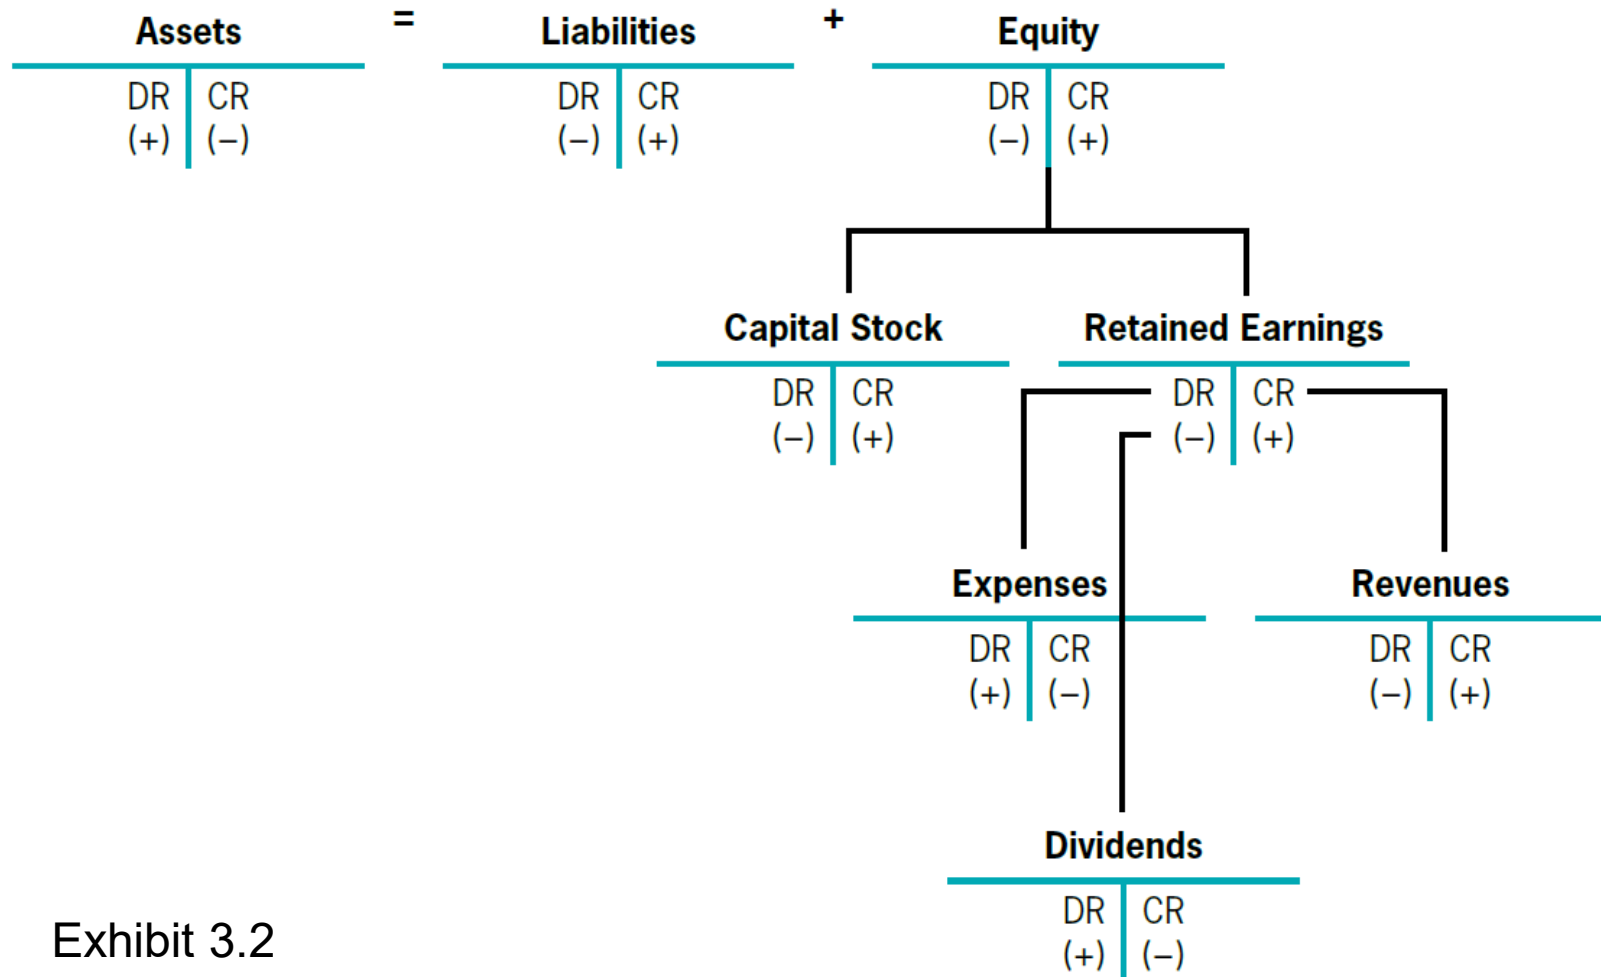 Assets = Liabilities + Equity
DR CR DR CR DR CR
(+) (–) (–) (+) (–) (+)
Capital Stock Retained Earnings
DR CR DR CR
(–) (+) (–) (+)
Expenses Revenues
DR CR DR CR
(+) (–) (–) (+)
Dividends
DR CR
(+) (–)
Exhibit 3.2